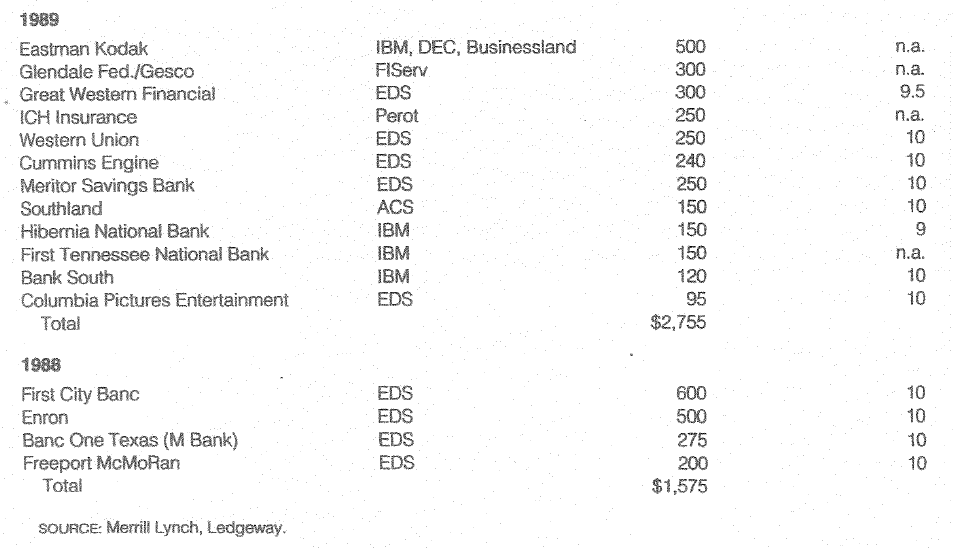 1989
Eastman Kodak IBM, DEC, Businessland 500 n.a.
Glendale Fed./Gesco FIServ 300 n.a.
Great Western Financial EDS 300 9.5
ICH Insurance Perot 250 n.a.
Western Union EDS 250 10
Cummins Engine EDS 240 10
Meritor Savings Bank EDS 250 10
Southland ACS 150 10
Hibernia National Bank IBM 150 9
First Tennessee National Bank IBM 150 n.a.
Bank South IBM 120 10
Columbia Pictures Entertainment EDS 95 10
Total $2,755
1988
First City Banc EDS 600 10
Enron EDS 500 10
Banc One Texas (M Bank) EDS 275 10
Freeport McMoRan EDS 200 10
Total $1,575
SOURCE: Merrill Lynch, Ledgeway.